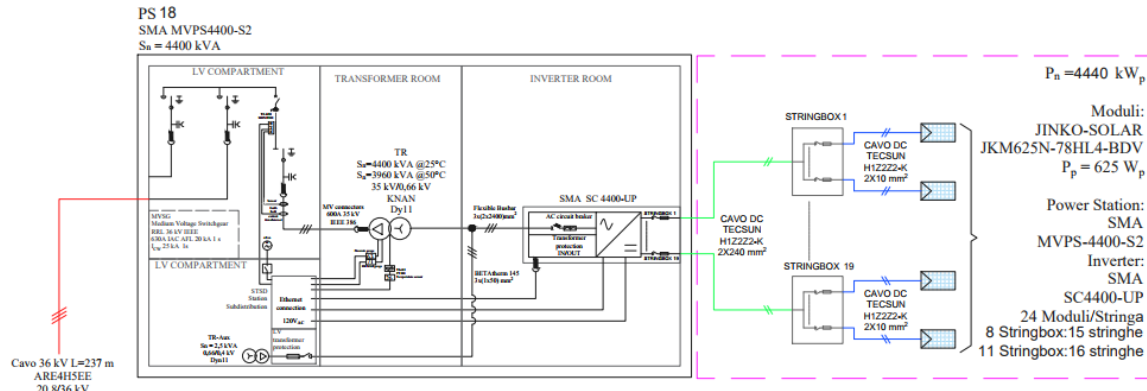 PS 18
SMA MVPS4400-S2
Sn = 4400 kVA
LV COMPARTMENT
TRANSFORMER ROOM
INVERTER ROOM
TR
Sn=4400 kVA @25°C
Sn=3960 kVA @50°C
35 kV/0,66 kV
KNAN
Dy11
MV connectors
400A 35 kV
IEEE 386
Flexible Busbar
SMA SC 4400-UP
AC circuit braker
Transformer
protection
IN/OUT
STRINGBOX 1
BETAtherm 145
3x(1x50) mm²
MVSG
Medium Voltage Switchgear
RRL 36 kV IEEE
630A IAC AFL 20 kA 1 s
LV COMPARTMENT
STSD
Station
Subdistribution
Ethernet
connection
120VAC
LV
transformer
protection
TR-Aux
Sn = 2,5 kVA
0,66/0,4 kV
Dyn11
Cavo 36 kV L=237 m
ARE4H5EE
20,8/36 kV
CAVO DC
TECSUN
H1Z2Z2-K
2X240 mm²
STRINGBOX 1
CAVO DC
TECSUN
H1Z2Z2-K
2X10 mm²
STRINGBOX 19
CAVO DC
TECSUN
H1Z2Z2-K
2X10 mm²
Pn =4440 kWp
Moduli:
JINKO-SOLAR
JKM625N-78HL4-BDV
Pp = 625 Wp
Power Station:
SMA
MVPS-4400-S2
Inverter:
SMA
SC4400-UP
24 Moduli/Stringa
8 Stringbox:15 stringhe
11 Stringbox:16 stringhe